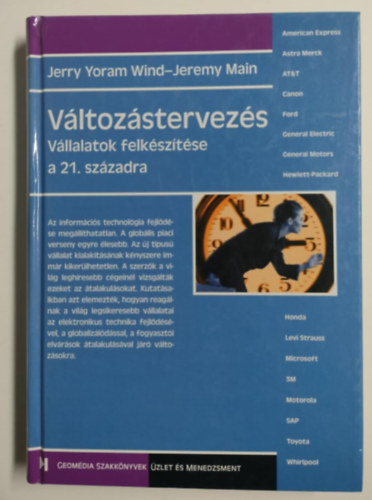 Jerry Yoram Wind–Jeremy Main
Változástervezés
Vállalatok felkészítése
a 21. századra
American Express
Astra Merck
AT&T
Canon
Ford
General Electric
General Motors
Hewlett-Packard
Az információs technológia fejlődé-
se megállíthatatlan. A globális piaci
verseny egyre élesebb. Az új típusú
vállalat kialakításának kényszere im-
már kikerülhetetlen. A szerzők a vi-
lág leghíresebb cégeinél vizsgálták
ezeket az átalakulásokat. Kutatása-
ikban azt elemezték, hogyan reagál-
nak a világ legsikeresebb vállalatai
az elektronikus technika fejlődésé-
vel, a globalizálódással, a fogyasztói
elvárások átalakulásával járó válto-
zásokra.
Honda
Levi Strauss
Microsoft
3M
Motorola
SAP
Toyota
Whirlpool
Geomédia Szakkönyvek Üzlet és Menedzsment